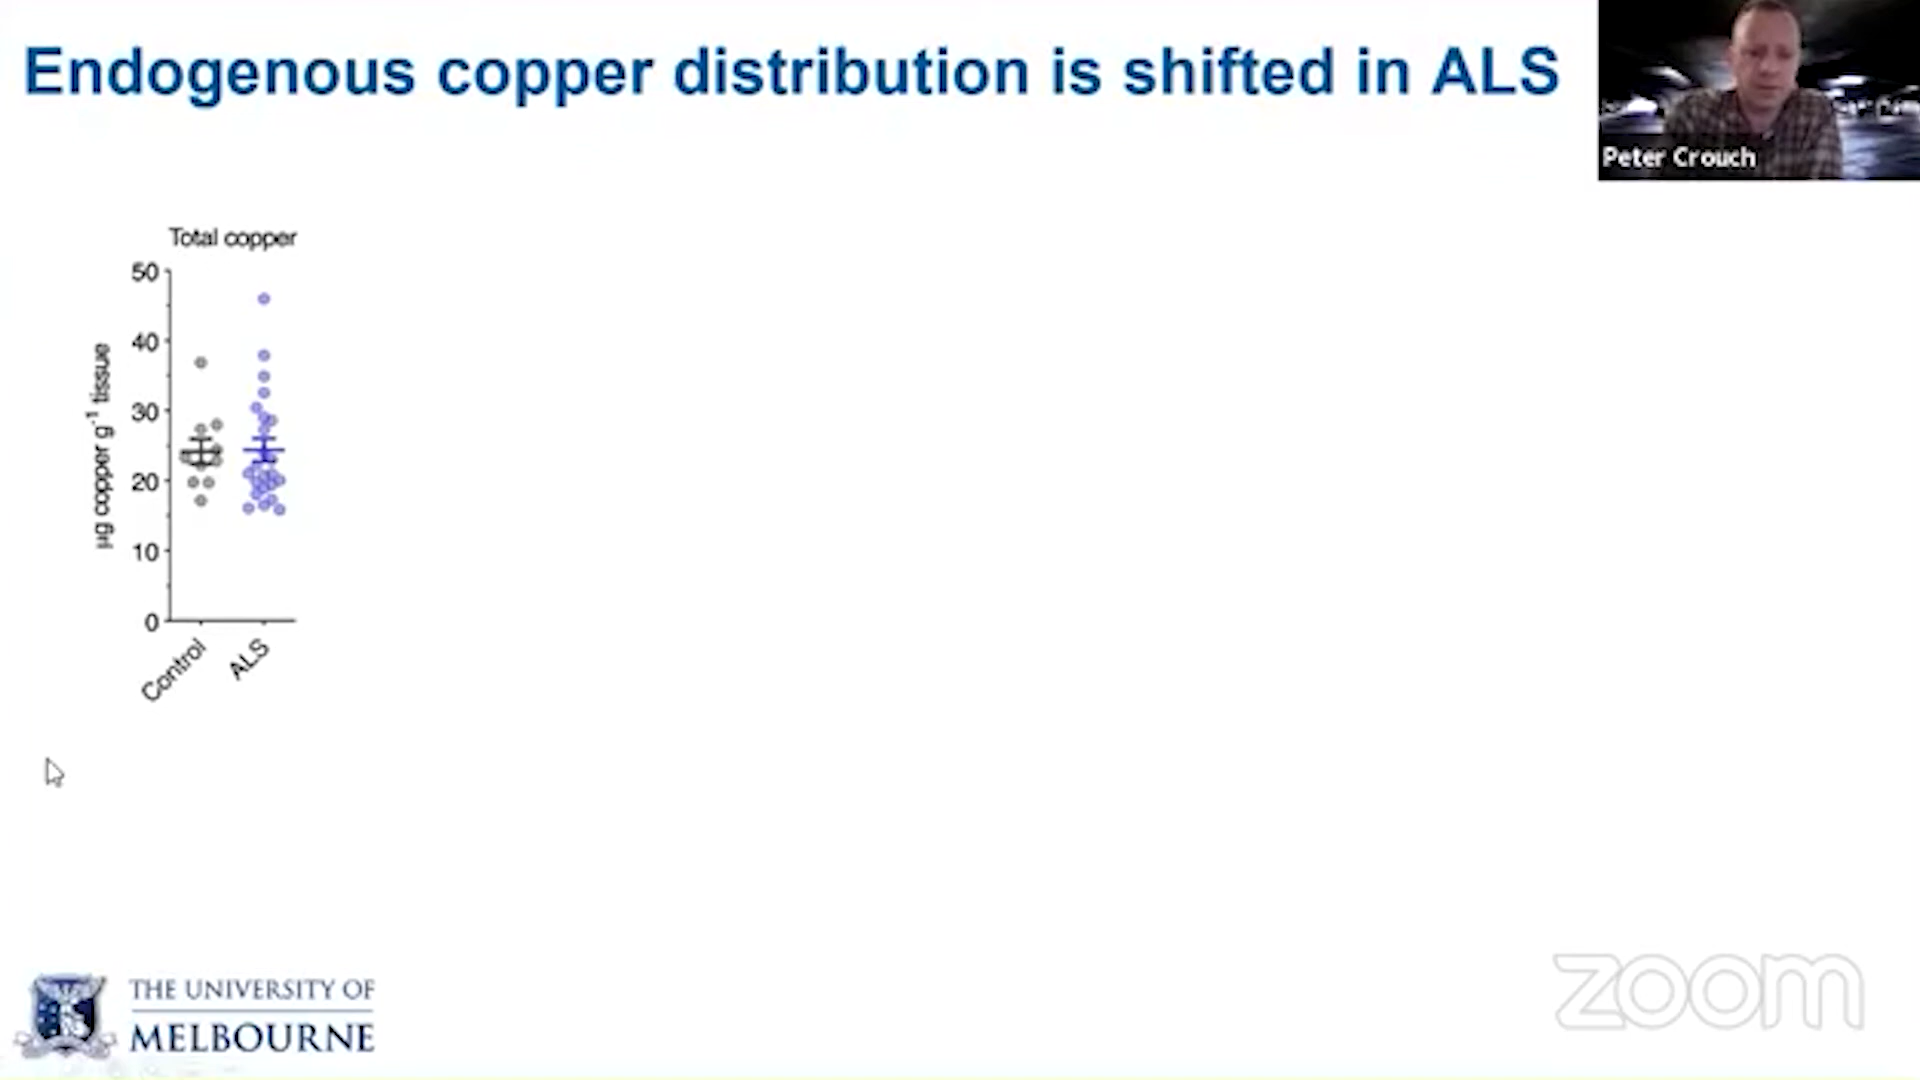 Endogenous copper distribution is shifted in ALS
Peter Crouch
Total copper
50
40
30
20
10
0
µg copper g⁻¹ tissue
Control
ALS
THE UNIVERSITY OF
MELBOURNE
zoom